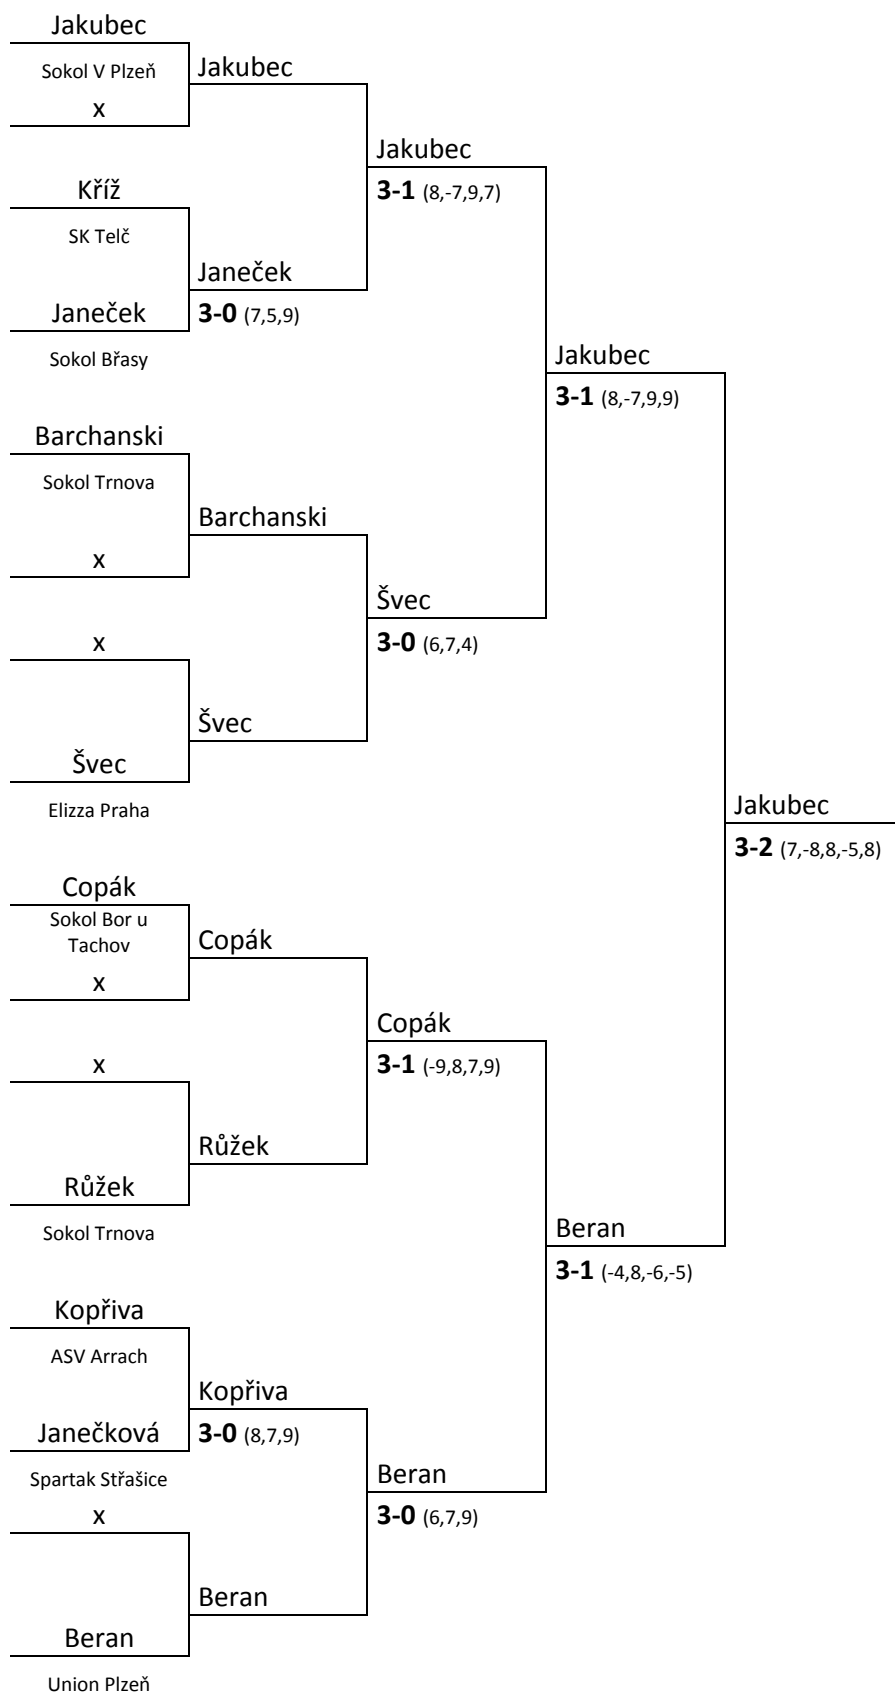 Jakubec
Sokol V Plzeň
Jakubec
x
Jakubec
3-1 (8,-7,9,7)
Kříž
SK Telč
Janeček
Janeček
3-0 (7,5,9)
Sokol Břasy
Jakubec
3-1 (8,-7,9,9)
Barchanski
Sokol Trnova
Barchanski
x
Švec
3-0 (6,7,4)
x
Švec
Švec
Elizza Praha
Jakubec
3-2 (7,-8,8,-5,8)
Copák
Sokol Bor u
Tachov
Copák
x
Copák
3-1 (-9,8,7,9)
x
Růžek
Růžek
Sokol Trnova
Beran
3-1 (-4,8,-6,-5)
Kopřiva
ASV Arrach
Kopřiva
Janečková
3-0 (8,7,9)
Spartak Střašice
Beran
3-0 (6,7,9)
x
Beran
Beran
Union Plzeň